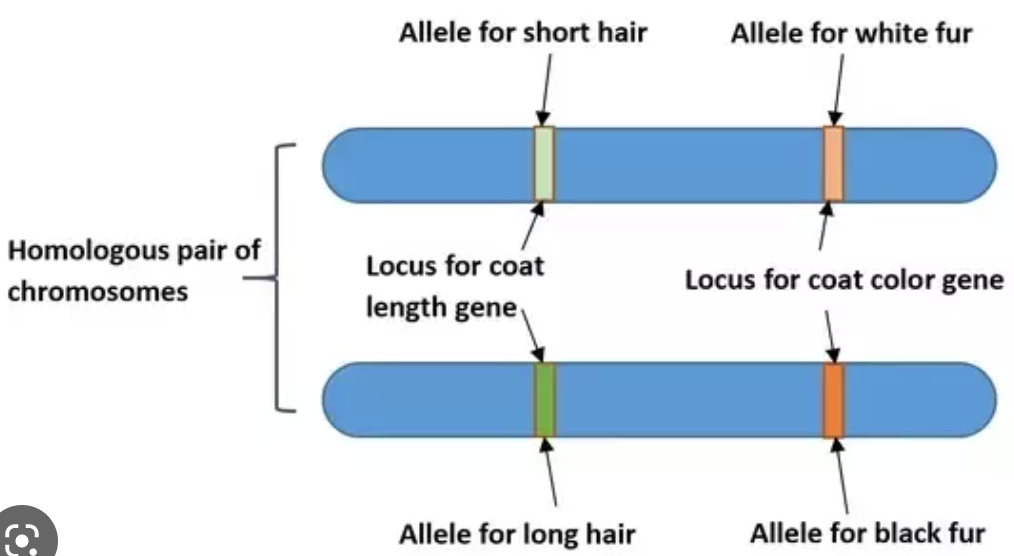 Allele for short hair
Allele for white fur
Homologous pair of
chromosomes
Locus for coat
length gene
Locus for coat color gene
Allele for long hair
Allele for black fur